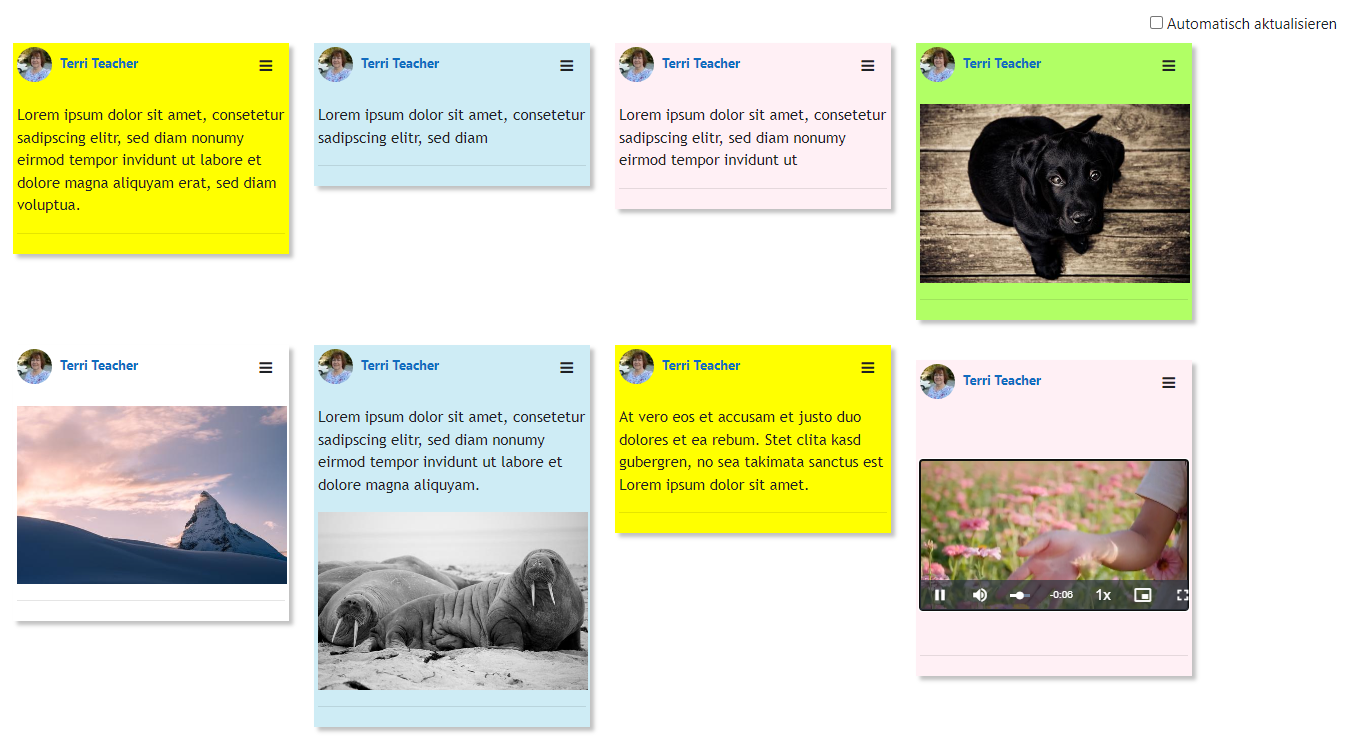 Automatisch aktualisieren
Terri Teacher
Lorem ipsum dolor sit amet, consetetur
sadipscing elitr, sed diam nonumy
eirmod tempor invidunt ut labore et
dolore magna aliquyam erat, sed diam
voluptua.
Terri Teacher
Lorem ipsum dolor sit amet, consetetur
sadipscing elitr, sed diam
Terri Teacher
Lorem ipsum dolor sit amet, consetetur
sadipscing elitr, sed diam nonumy
eirmod tempor invidunt ut
Terri Teacher
Terri Teacher
Terri Teacher
Lorem ipsum dolor sit amet, consetetur
sadipscing elitr, sed diam nonumy
eirmod tempor invidunt ut labore et
dolore magna aliquyam.
Terri Teacher
At vero eos et accusam et justo duo
dolores et ea rebum. Stet clita kasd
gubergren, no sea takimata sanctus est
Lorem ipsum dolor sit amet.
Terri Teacher
-0:06
1x